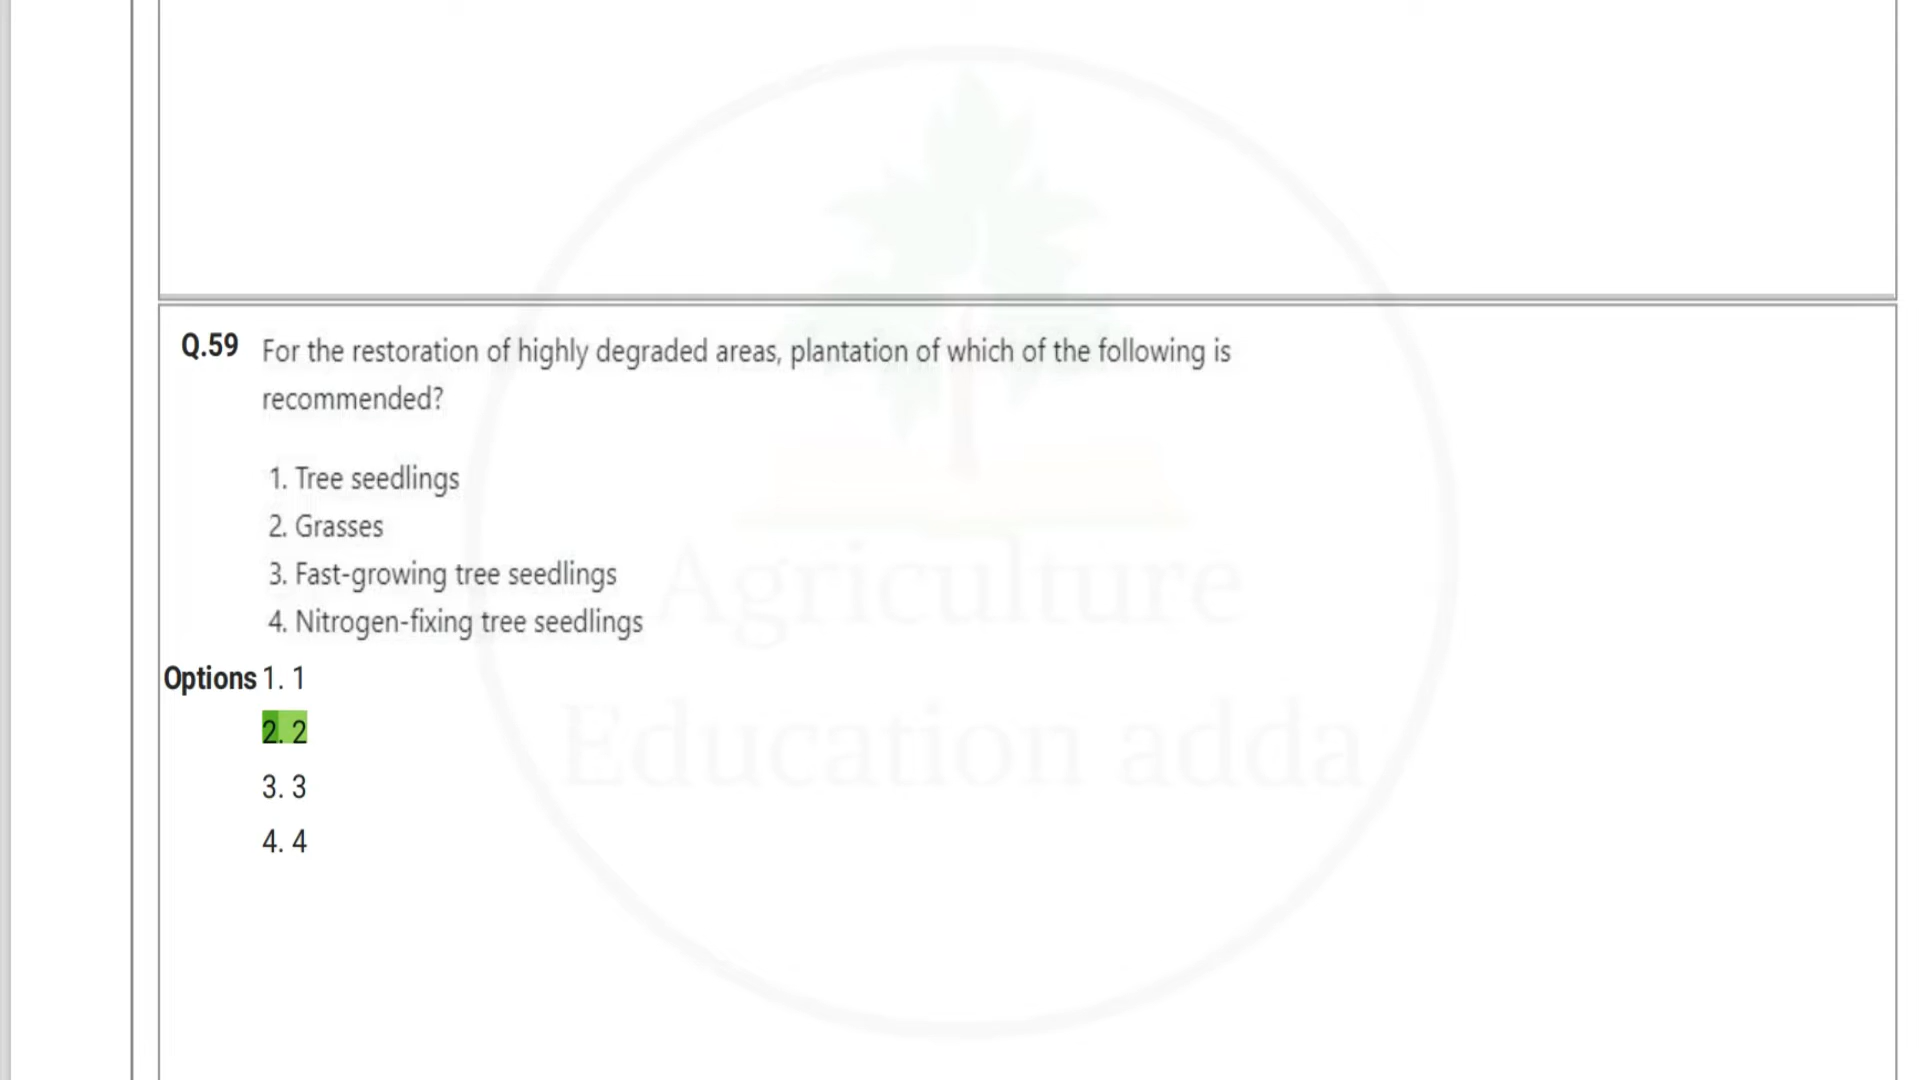 Q.59 For the restoration of highly degraded areas, plantation of which of the following is
recommended?
1. Tree seedlings
2. Grasses
3. Fast-growing tree seedlings
4. Nitrogen-fixing tree seedlings
Options 1. 1
2. 2
3. 3
4. 4
Agriculture
Education adda